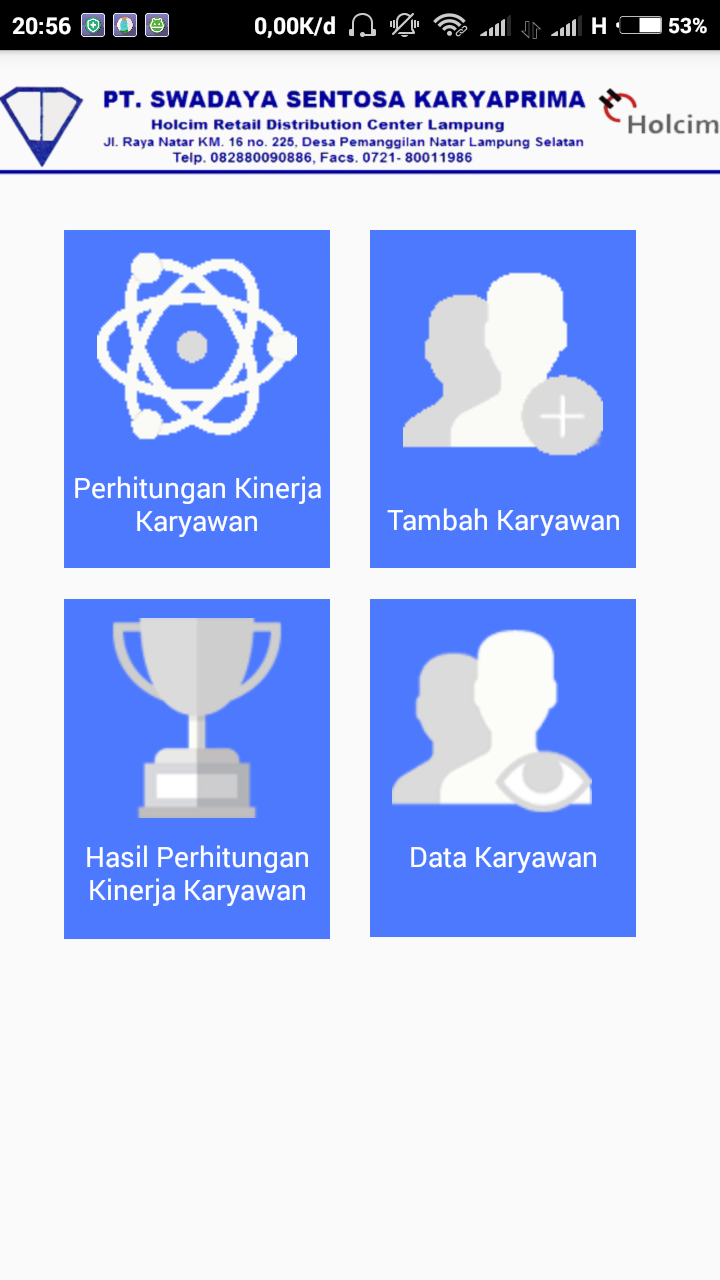 20:56 0,00K/d H 53%
PT. SWADAYA SENTOSA KARYAPRIMA
Holcim Retail Distribution Center Lampung
Jl. Raya Natar KM. 16 no. 225, Desa Pemanggilan Natar Lampung Selatan
Telp. 082880090886, Facs. 0721- 80011986
Holcim
Perhitungan Kinerja
Karyawan
Tambah Karyawan
Hasil Perhitungan
Kinerja Karyawan
Data Karyawan